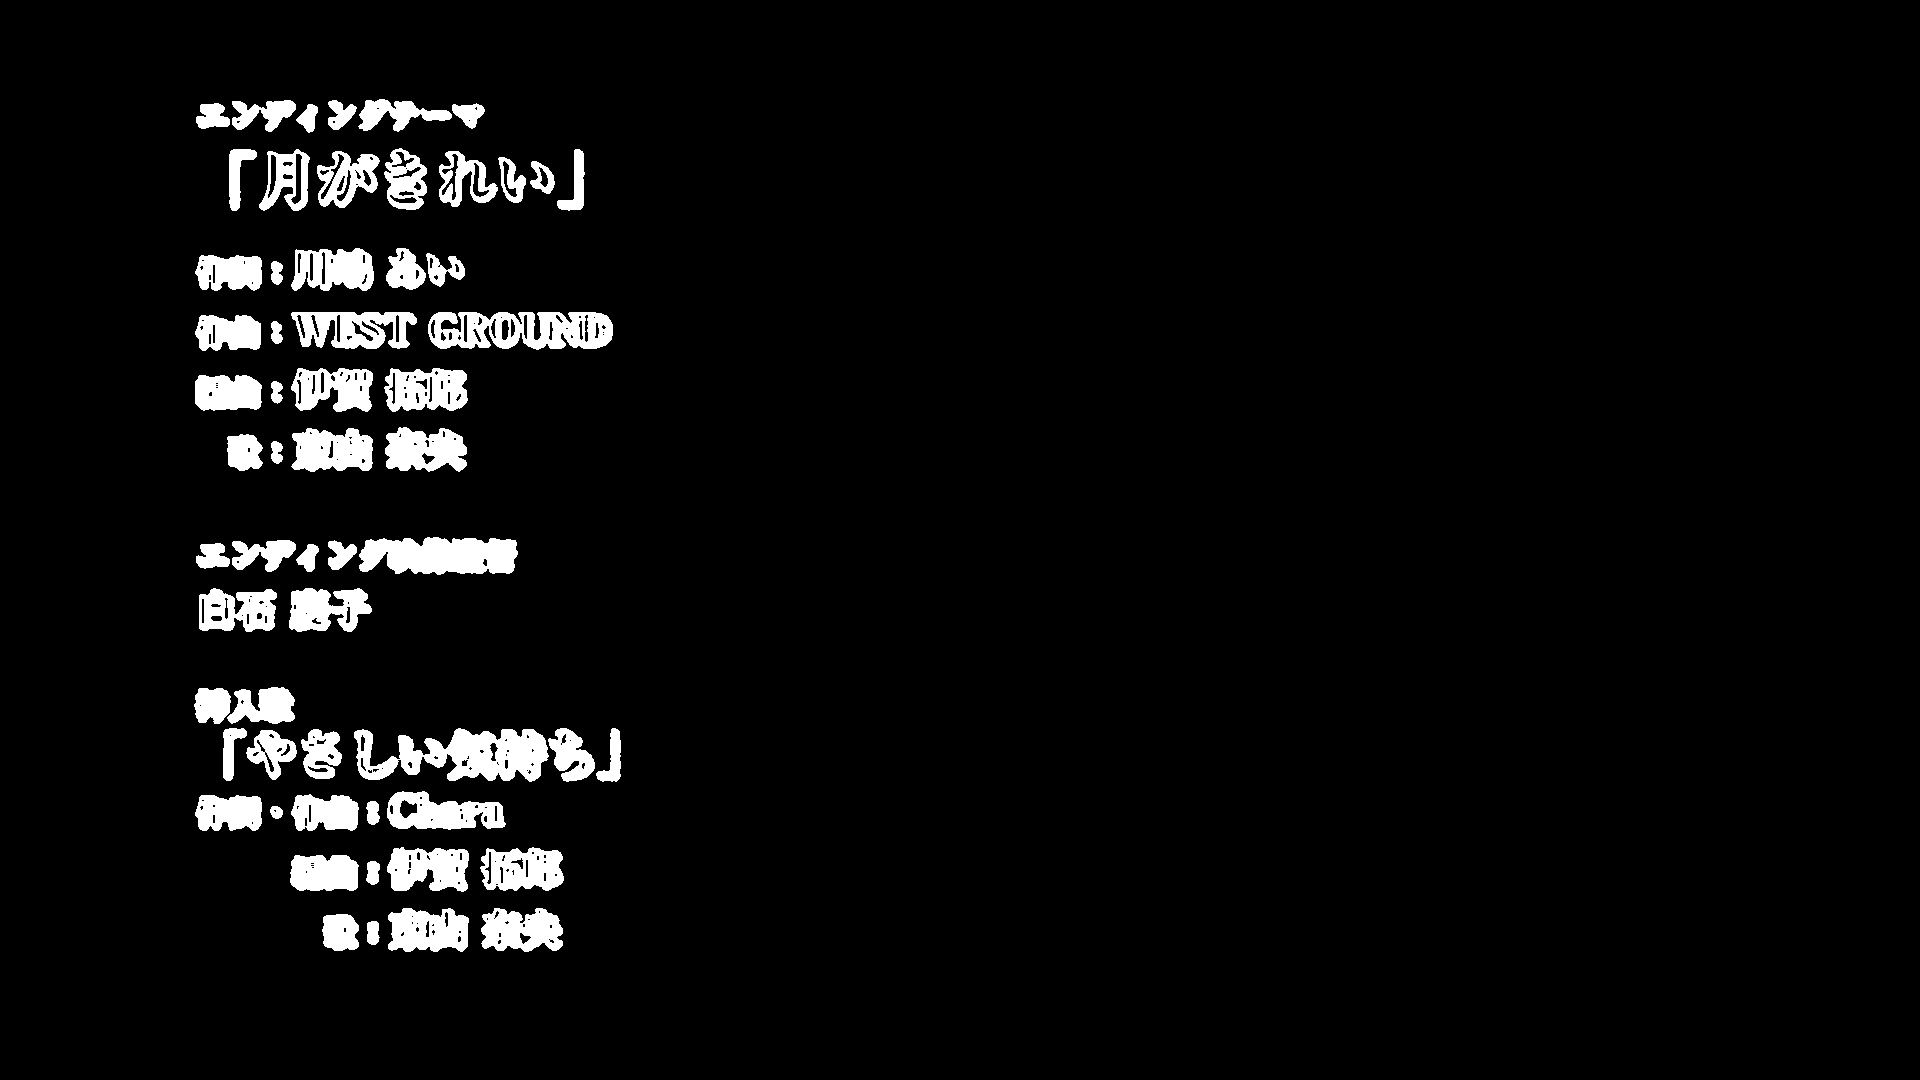 エンディングテーマ
「月がきれい」
作詞：川嶋 あい
作曲：WEST GROUND
編曲：伊賀 拓郎
歌：東山 奈央
エンディング映像監督
白石 慶子
挿入歌
「やさしい気持ち」
作詞・作曲：Chara
編曲：伊賀 拓郎
歌：東山 奈央